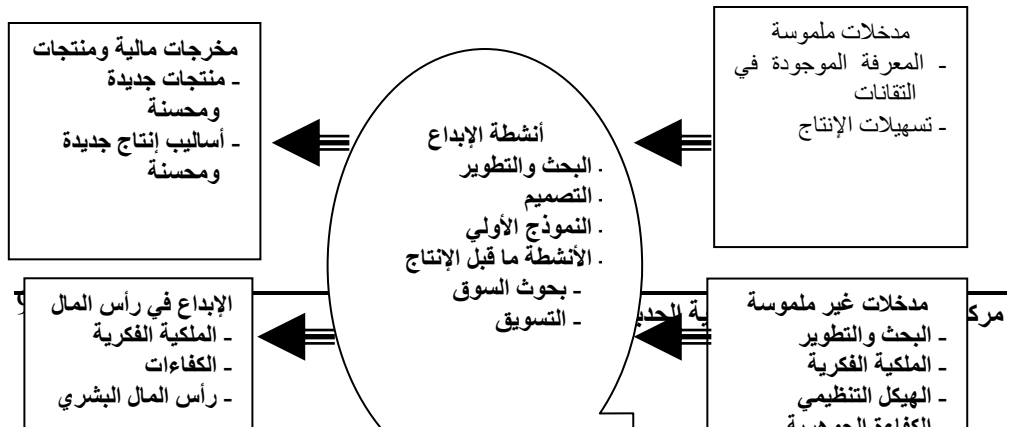 مدخلات ملموسة
- المعرفة الموجودة في
التقانات
- تسهيلات الإنتاج
أنشطة الإبداع
. البحث والتطوير
. التصميم
. النموذج الأولي
. الأنشطة ما قبل الإنتاج
- بحوث السوق
- التسويق
مخرجات مالية ومنتجات
- منتجات جديدة
ومحسنة
- أساليب إنتاج جديدة
ومحسنة
مدخلات غير ملموسة
- البحث والتطوير
- الملكية الفكرية
- الهيكل التنظيمي
- الكفاءة الجوهرية
الإبداع في رأس المال
- الملكية الفكرية
- الكفاءات
- رأس المال البشري